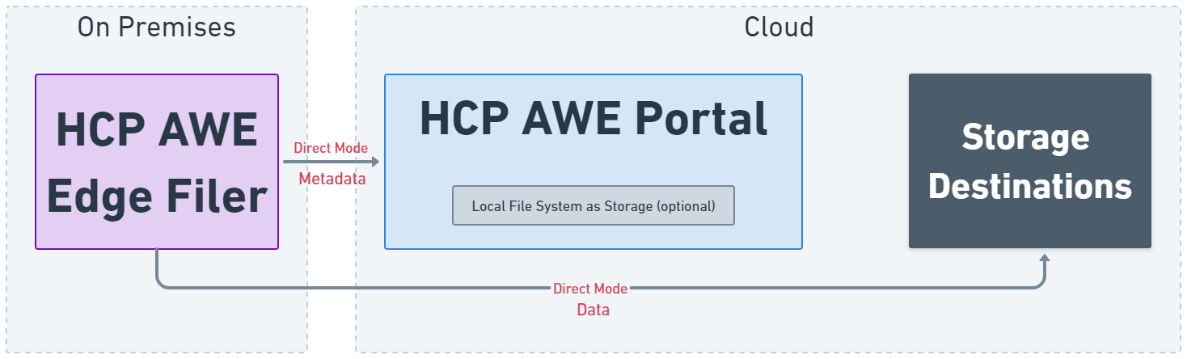 On Premises
Cloud
HCP AWE
Edge Filer
Direct Mode
Metadata
HCP AWE Portal
Local File System as Storage (optional)
Storage
Destinations
Direct Mode
Data